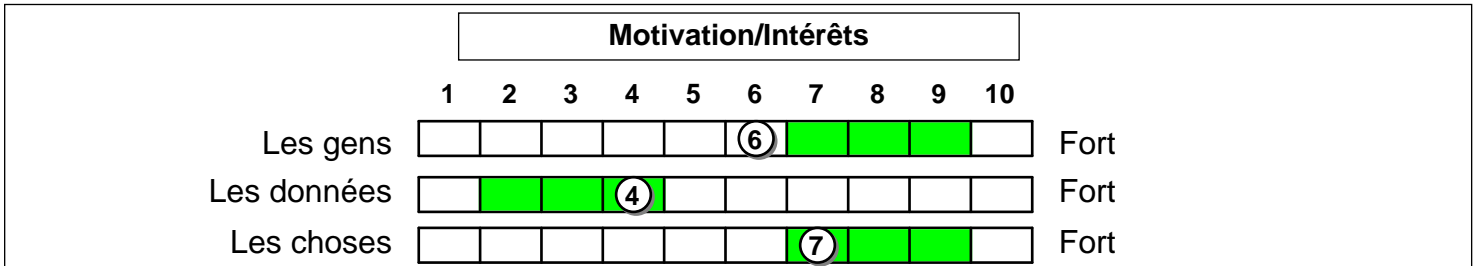 Motivation/Intérêts
1 2 3 4 5 6 7 8 9 10
Les gens 6 Fort
Les données 4 Fort
Les choses 7 Fort